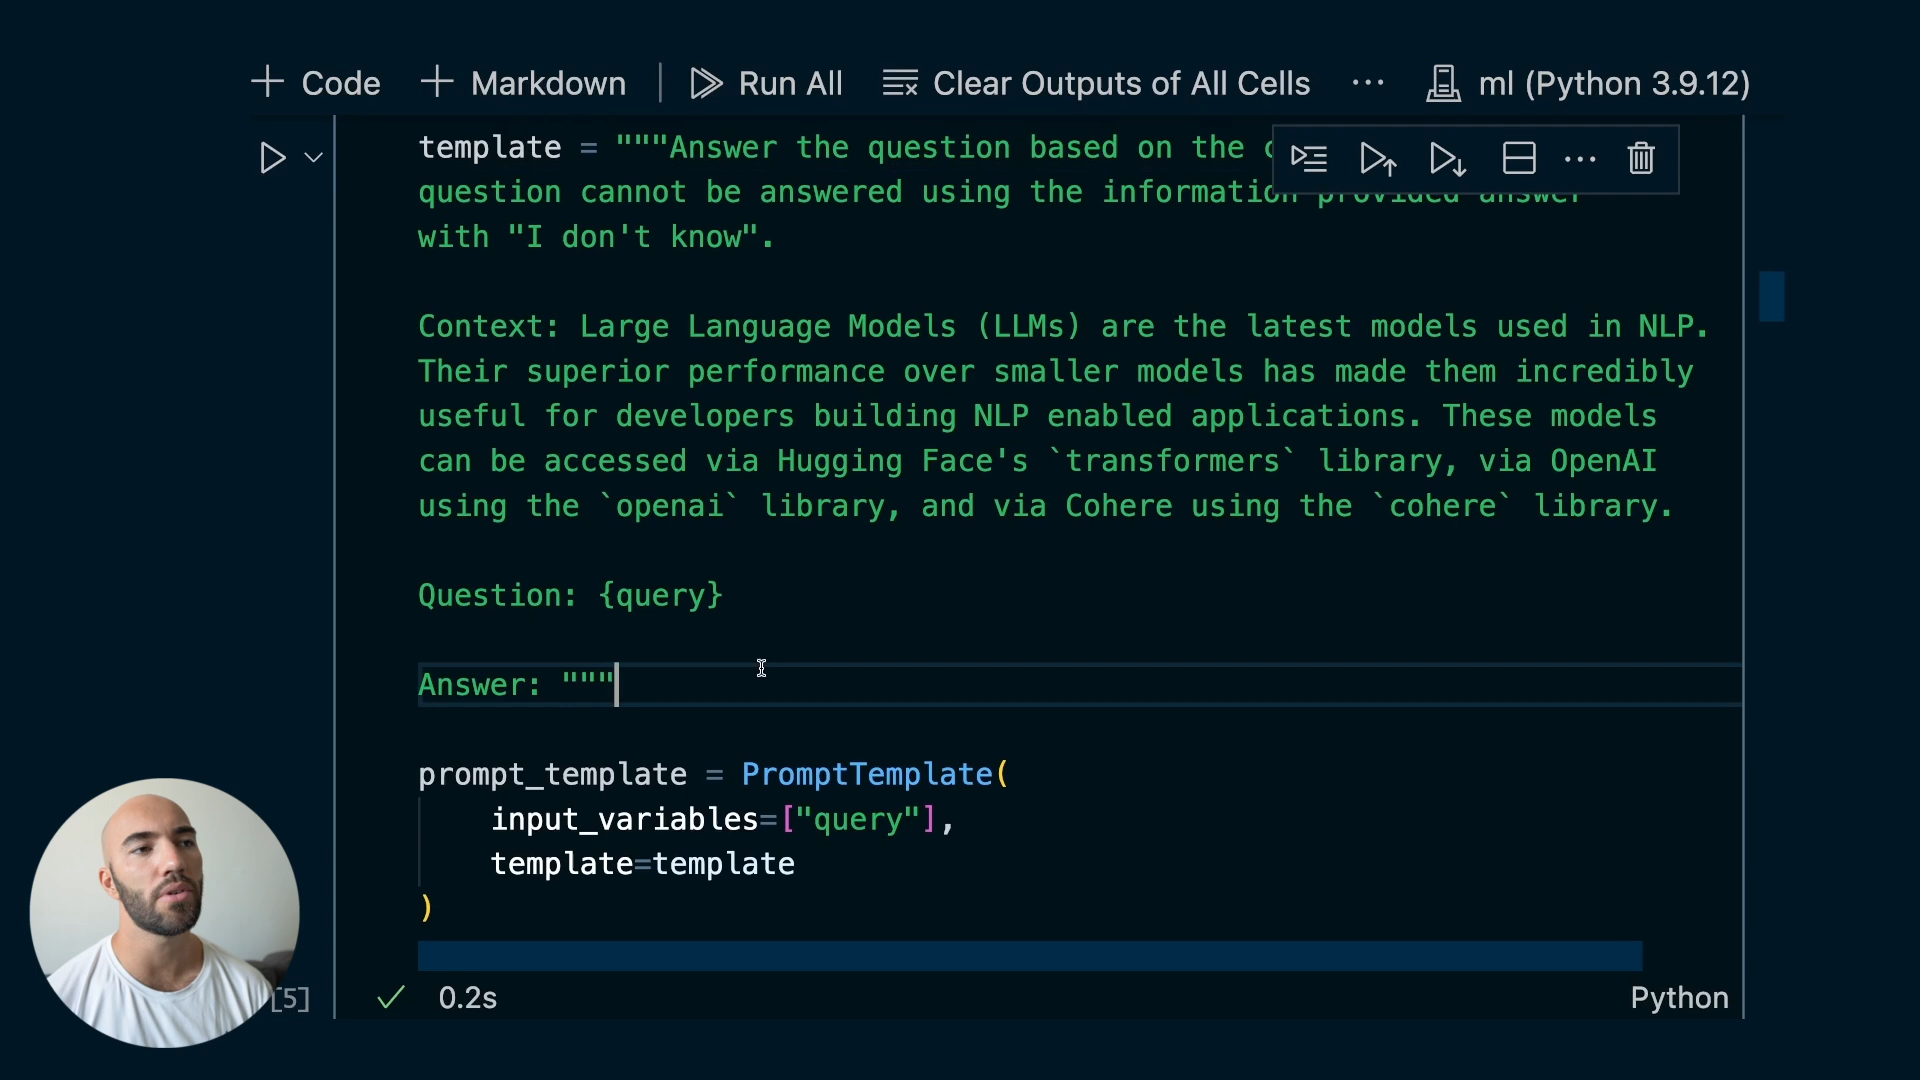 Code Markdown Run All Clear Outputs of All Cells ... ml (Python 3.9.12)
template = """Answer the question based on the
question cannot be answered using the information provided answer
with "I don't know".
Context: Large Language Models (LLMs) are the latest models used in NLP.
Their superior performance over smaller models has made them incredibly
useful for developers building NLP enabled applications. These models
can be accessed via Hugging Face's `transformers` library, via OpenAI
using the `openai` library, and via Cohere using the `cohere` library.
Question: {query}
Answer: """
prompt_template = PromptTemplate(
input_variables=["query"],
template=template
)
[5] 0.2s Python